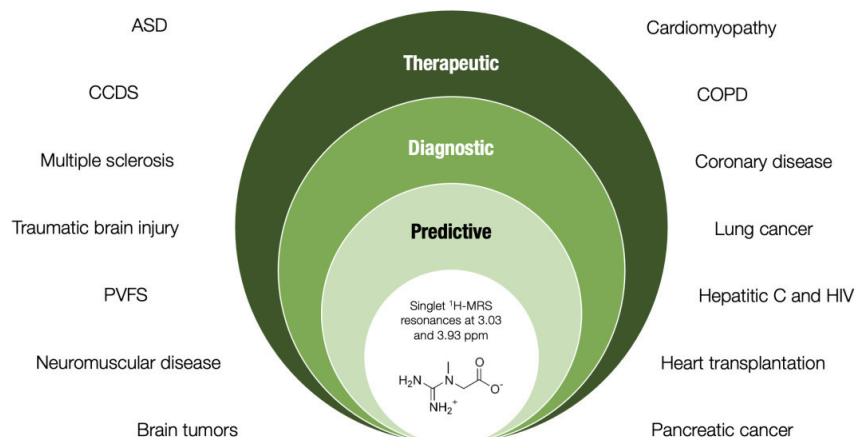 ASD
Cardiomyopathy
Therapeutic
CCDS
COPD
Diagnostic
Multiple sclerosis
Coronary disease
Traumatic brain injury
Predictive
Lung cancer
PVFS
Singlet ¹H-MRS
resonances at 3.03
and 3.93 ppm
Hepatitic C and HIV
Neuromuscular disease
Heart transplantation
O
H₂N
N
O⁻
NH₂⁺
Brain tumors
Pancreatic cancer